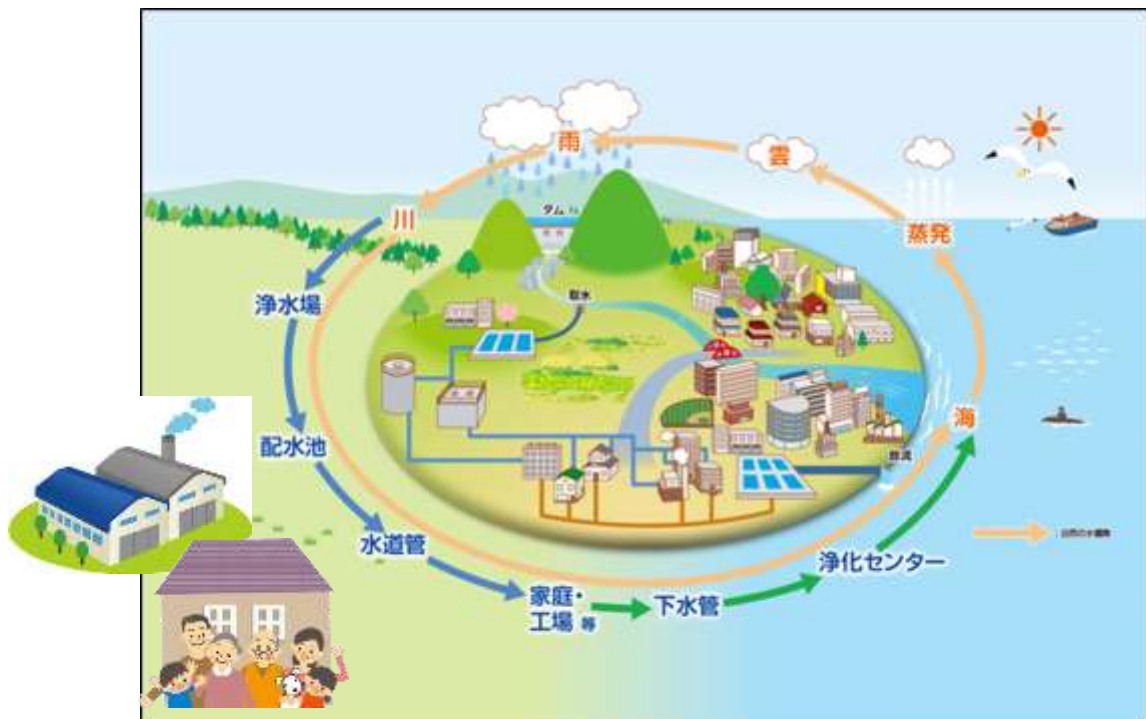 雨
雲
川
ダム
蒸発
浄水場
取水
海
配水池
放流
水道管
浄化センター
家庭・
工場 等
下水管